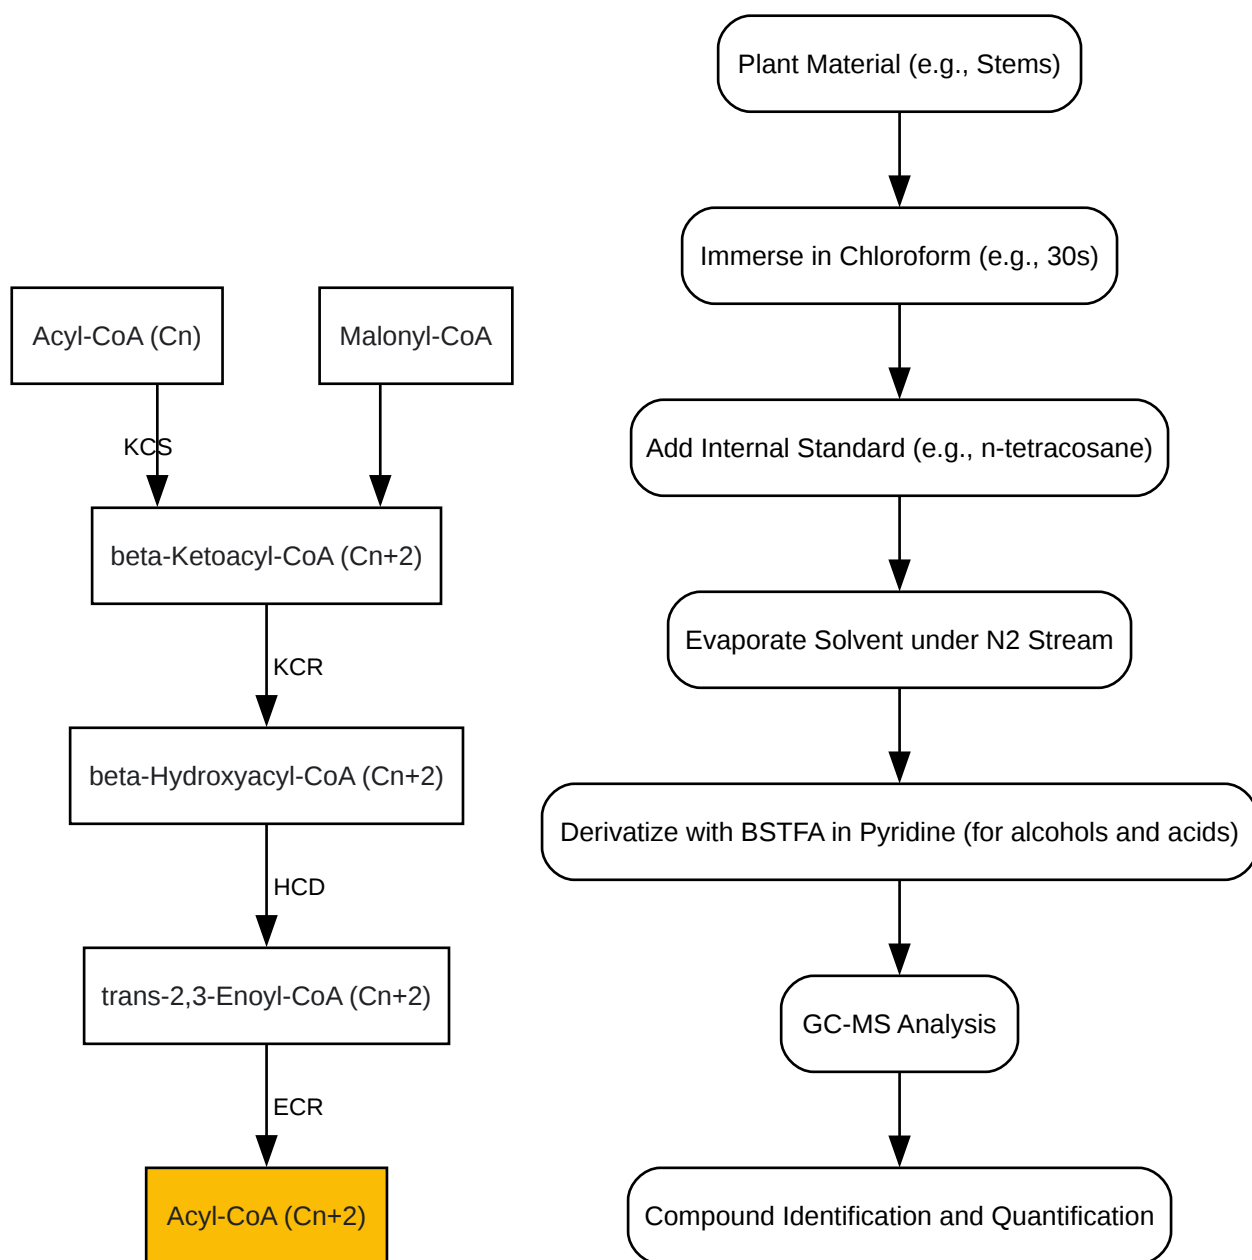 Acyl-CoA (Cn)
Malonyl-CoA
KCS
beta-Ketoacyl-CoA (Cn+2)
KCR
beta-Hydroxyacyl-CoA (Cn+2)
HCD
trans-2,3-Enoyl-CoA (Cn+2)
ECR
Acyl-CoA (Cn+2)
Plant Material (e.g., Stems)
Immerse in Chloroform (e.g., 30s)
Add Internal Standard (e.g., n-tetracosane)
Evaporate Solvent under N2 Stream
Derivatize with BSTFA in Pyridine (for alcohols and acids)
GC-MS Analysis
Compound Identification and Quantification